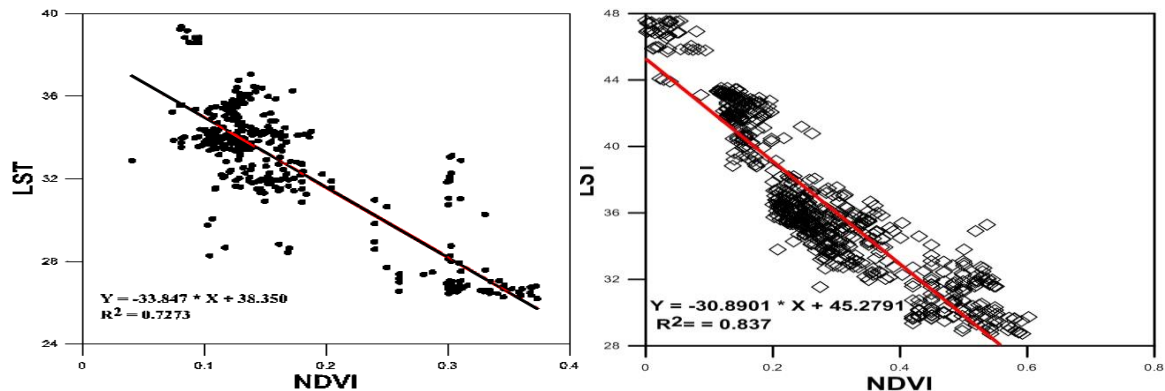 40
36
32
28
24
LST
0
0.1
0.2
0.3
0.4
NDVI
Y = -33.847 * X + 38.350
R2 = 0.7273
48
44
40
36
32
28
LST
0
0.2
0.4
0.6
0.8
NDVI
Y = -30.8901 * X + 45.2791
R2= = 0.837